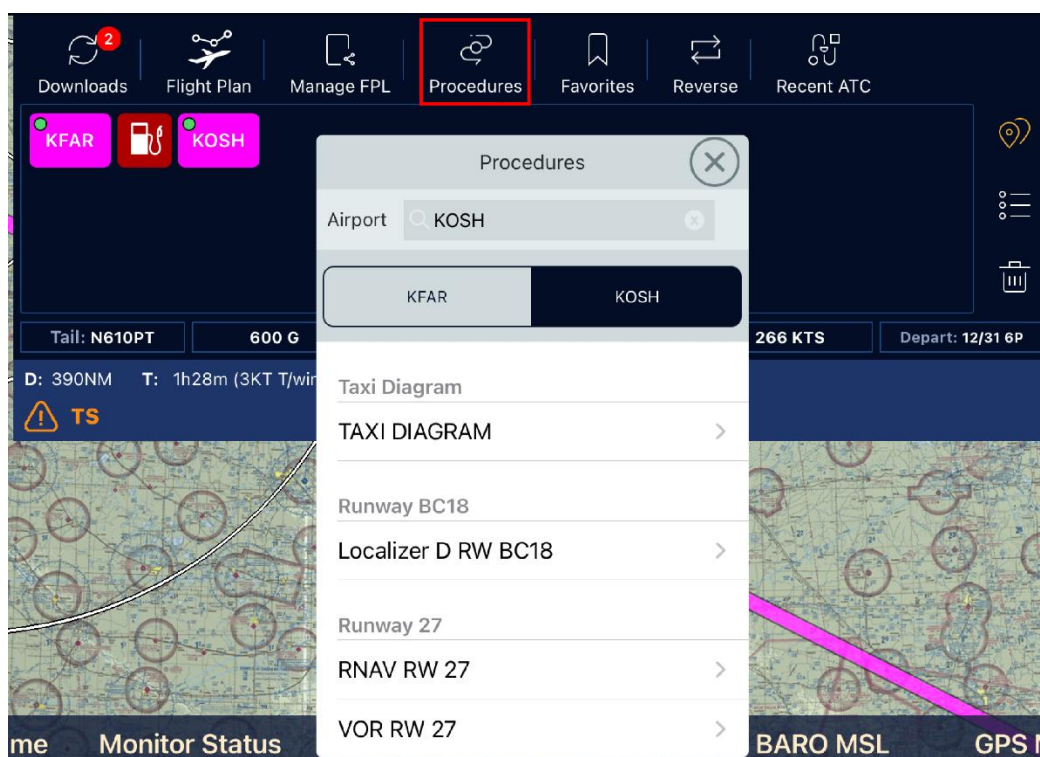 2
Downloads
Flight Plan
Manage FPL
Procedures
Favorites
Reverse
Recent ATC
KFAR
KOSH
Procedures
Airport
KOSH
KFAR
KOSH
Tail: N610PT
600 G
266 KTS
Depart: 12/31 6P
D: 390NM T: 1h28m (3KT T/win
TS
Taxi Diagram
TAXI DIAGRAM
Runway BC18
Localizer D RW BC18
Runway 27
RNAV RW 27
VOR RW 27
me
Monitor Status
BARO MSL
GPS